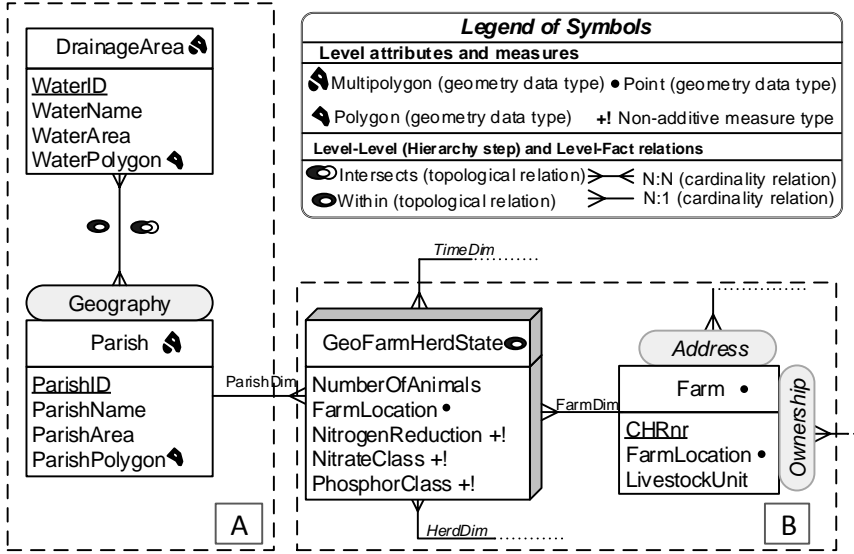 DrainageArea
WaterID
WaterName
WaterArea
WaterPolygon
Geography
Parish
ParishID
ParishName
ParishArea
ParishPolygon
A
Legend of Symbols
Level attributes and measures
Multipolygon (geometry data type) Point (geometry data type)
Polygon (geometry data type) +! Non-additive measure type
Level-Level (Hierarchy step) and Level-Fact relations
Intersects (topological relation) N:N (cardinality relation)
Within (topological relation) N:1 (cardinality relation)
TimeDim
ParishDim
GeoFarmHerdState
NumberOfAnimals
FarmLocation
NitrogenReduction +!
NitrateClass +!
PhosphorClass +!
HerdDim
FarmDim
Address
Farm
CHRnr
FarmLocation
LivestockUnit
Ownership
B